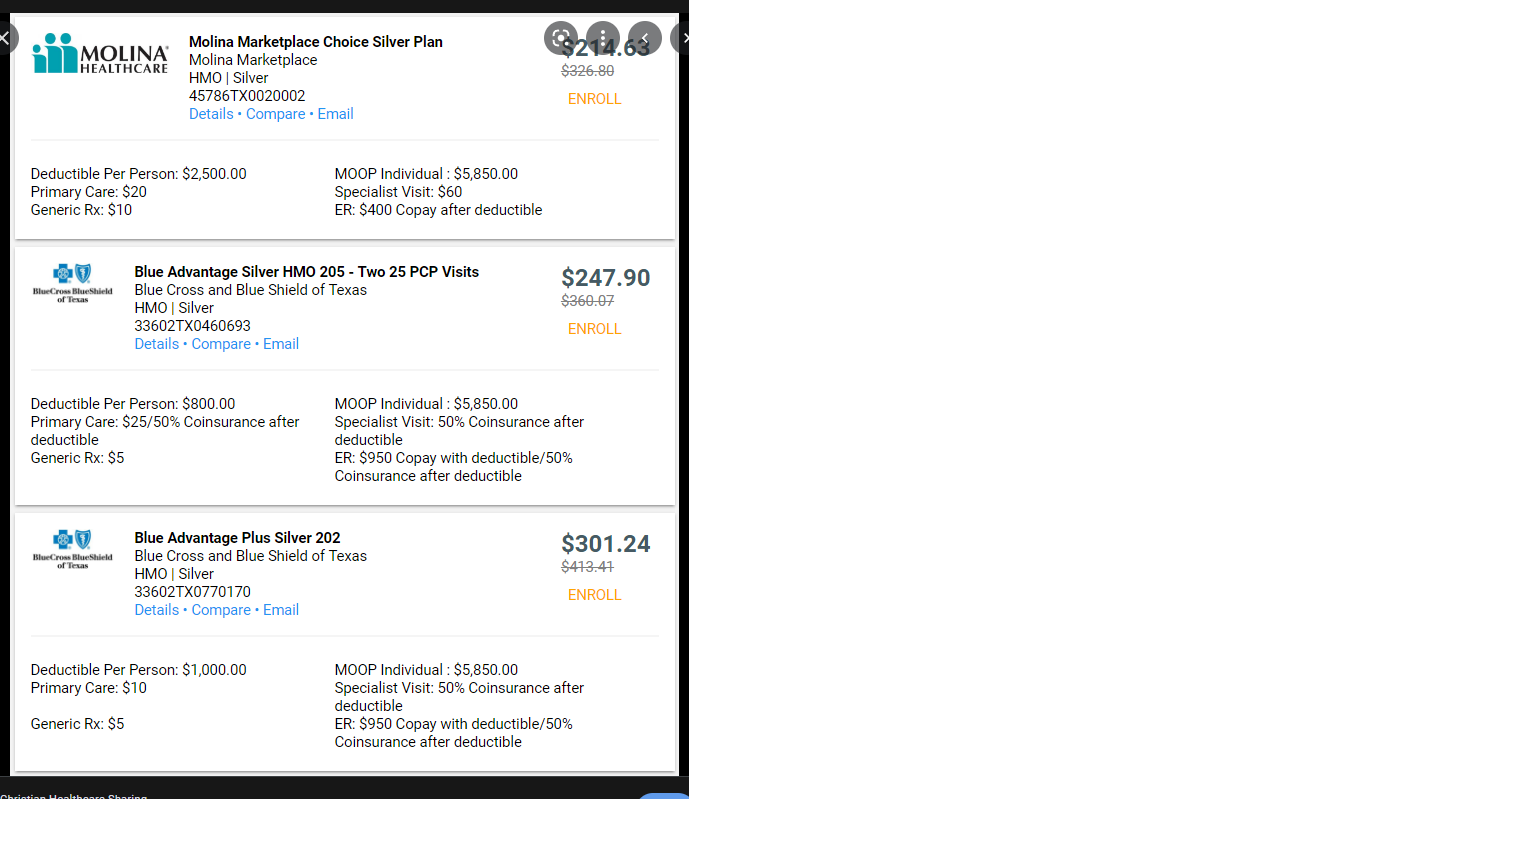 MOLINA
HEALTHCARE
Molina Marketplace Choice Silver Plan
Molina Marketplace
HMO | Silver
45786TX0020002
Details • Compare • Email
$214.63
$326.80
ENROLL
Deductible Per Person: $2,500.00
Primary Care: $20
Generic Rx: $10
MOOP Individual : $5,850.00
Specialist Visit: $60
ER: $400 Copay after deductible
BlueCross BlueShield
of Texas
Blue Advantage Silver HMO 205 - Two 25 PCP Visits
Blue Cross and Blue Shield of Texas
HMO | Silver
33602TX0460693
Details • Compare • Email
$247.90
$360.07
ENROLL
Deductible Per Person: $800.00
Primary Care: $25/50% Coinsurance after
deductible
Generic Rx: $5
MOOP Individual : $5,850.00
Specialist Visit: 50% Coinsurance after
deductible
ER: $950 Copay with deductible/50%
Coinsurance after deductible
BlueCross BlueShield
of Texas
Blue Advantage Plus Silver 202
Blue Cross and Blue Shield of Texas
HMO | Silver
33602TX0770170
Details • Compare • Email
$301.24
$413.41
ENROLL
Deductible Per Person: $1,000.00
Primary Care: $10
Generic Rx: $5
MOOP Individual : $5,850.00
Specialist Visit: 50% Coinsurance after
deductible
ER: $950 Copay with deductible/50%
Coinsurance after deductible
Christian Healthcare Sharing